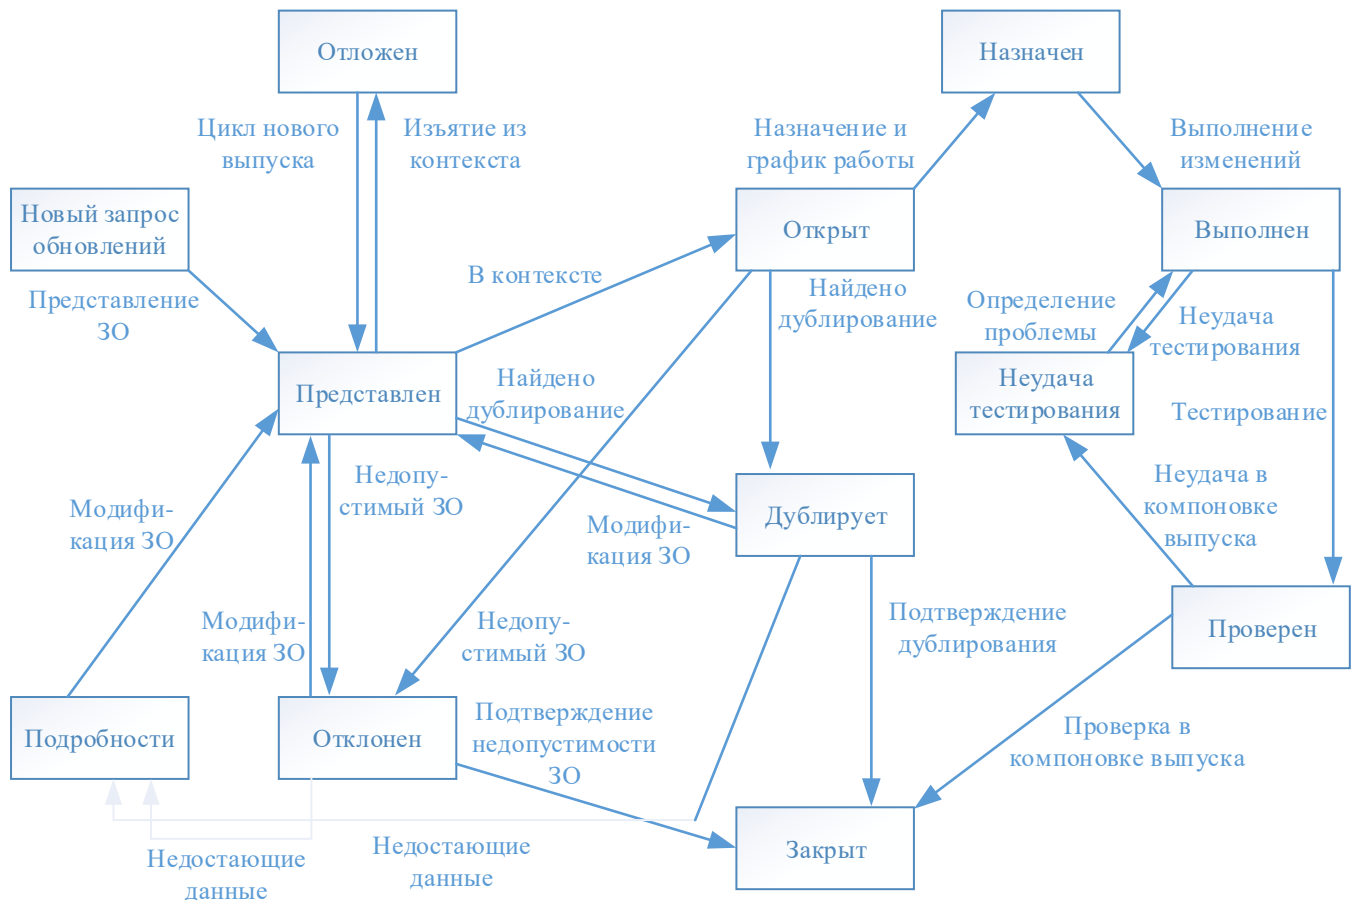 Отложен
Назначен
Цикл нового
выпуска
Изъятие из
контекста
Назначение и
график работы
Выполнение
изменений
Новый запрос
обновлений
Открыт
Выполнен
В контексте
Представление
ЗО
Найдено
дублирование
Определение
проблемы
Неудача
тестирования
Представлен
Найдено
дублирование
Неудача
тестирования
Тестирование
Недопу-
стимый ЗО
Модифи-
кация ЗО
Дублирует
Модифи-
кация ЗО
Неудача в
компоновке
выпуска
Модифи-
кация ЗО
Недопу-
стимый ЗО
Подтверждение
дублирования
Проверен
Подробности
Отклонен
Подтверждение
недопустимости
ЗО
Проверка в
компоновке выпуска
Недостающие
данные
Недостающие
данные
Закрыт